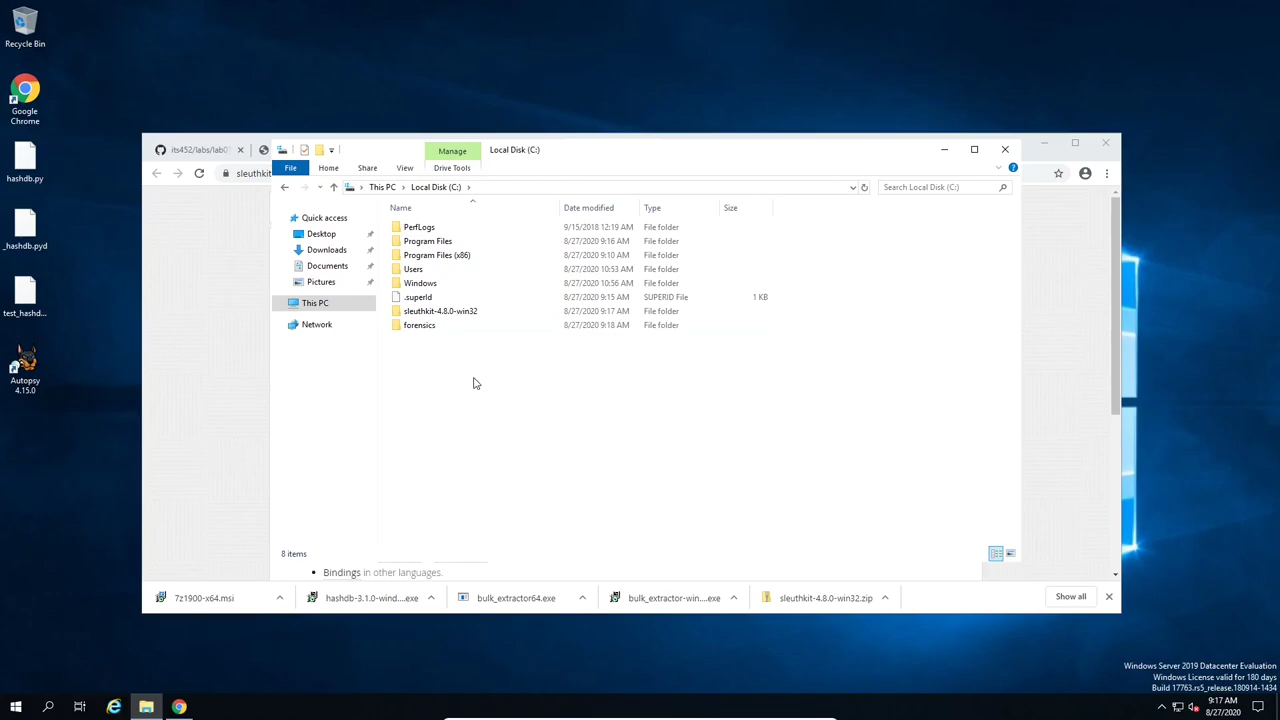 Recycle Bin
Google
Chrome
hashdb.py
_hashdb.pyd
test_hashd...
Autopsy
4.15.0
its452/labs/lab0
sleuthkit
Manage
Local Disk (C:)
File
Home
Share
View
Drive Tools
This PC
Local Disk (C:)
Search Local Disk (C:)
Quick access
Desktop
Downloads
Documents
Pictures
This PC
Network
Name
Date modified
Type
Size
PerfLogs 9/15/2018 12:19 AM File folder
Program Files 8/27/2020 9:16 AM File folder
Program Files (x86) 8/27/2020 9:10 AM File folder
Users 8/27/2020 10:53 AM File folder
Windows 8/27/2020 10:56 AM File folder
.superId 8/27/2020 9:15 AM SUPERID File 1 KB
sleuthkit-4.8.0-win32 8/27/2020 9:17 AM File folder
forensics 8/27/2020 9:18 AM File folder
8 items
Bindings in other languages.
7z1900-x64.msi
hashdb-3.1.0-wind....exe
bulk_extractor64.exe
bulk_extractor-win....exe
sleuthkit-4.8.0-win32.zip
Show all
Windows Server 2019 Datacenter Evaluation
Windows License valid for 180 days
Build 17763.rs5_release.180914-1434
9:17 AM
8/27/2020